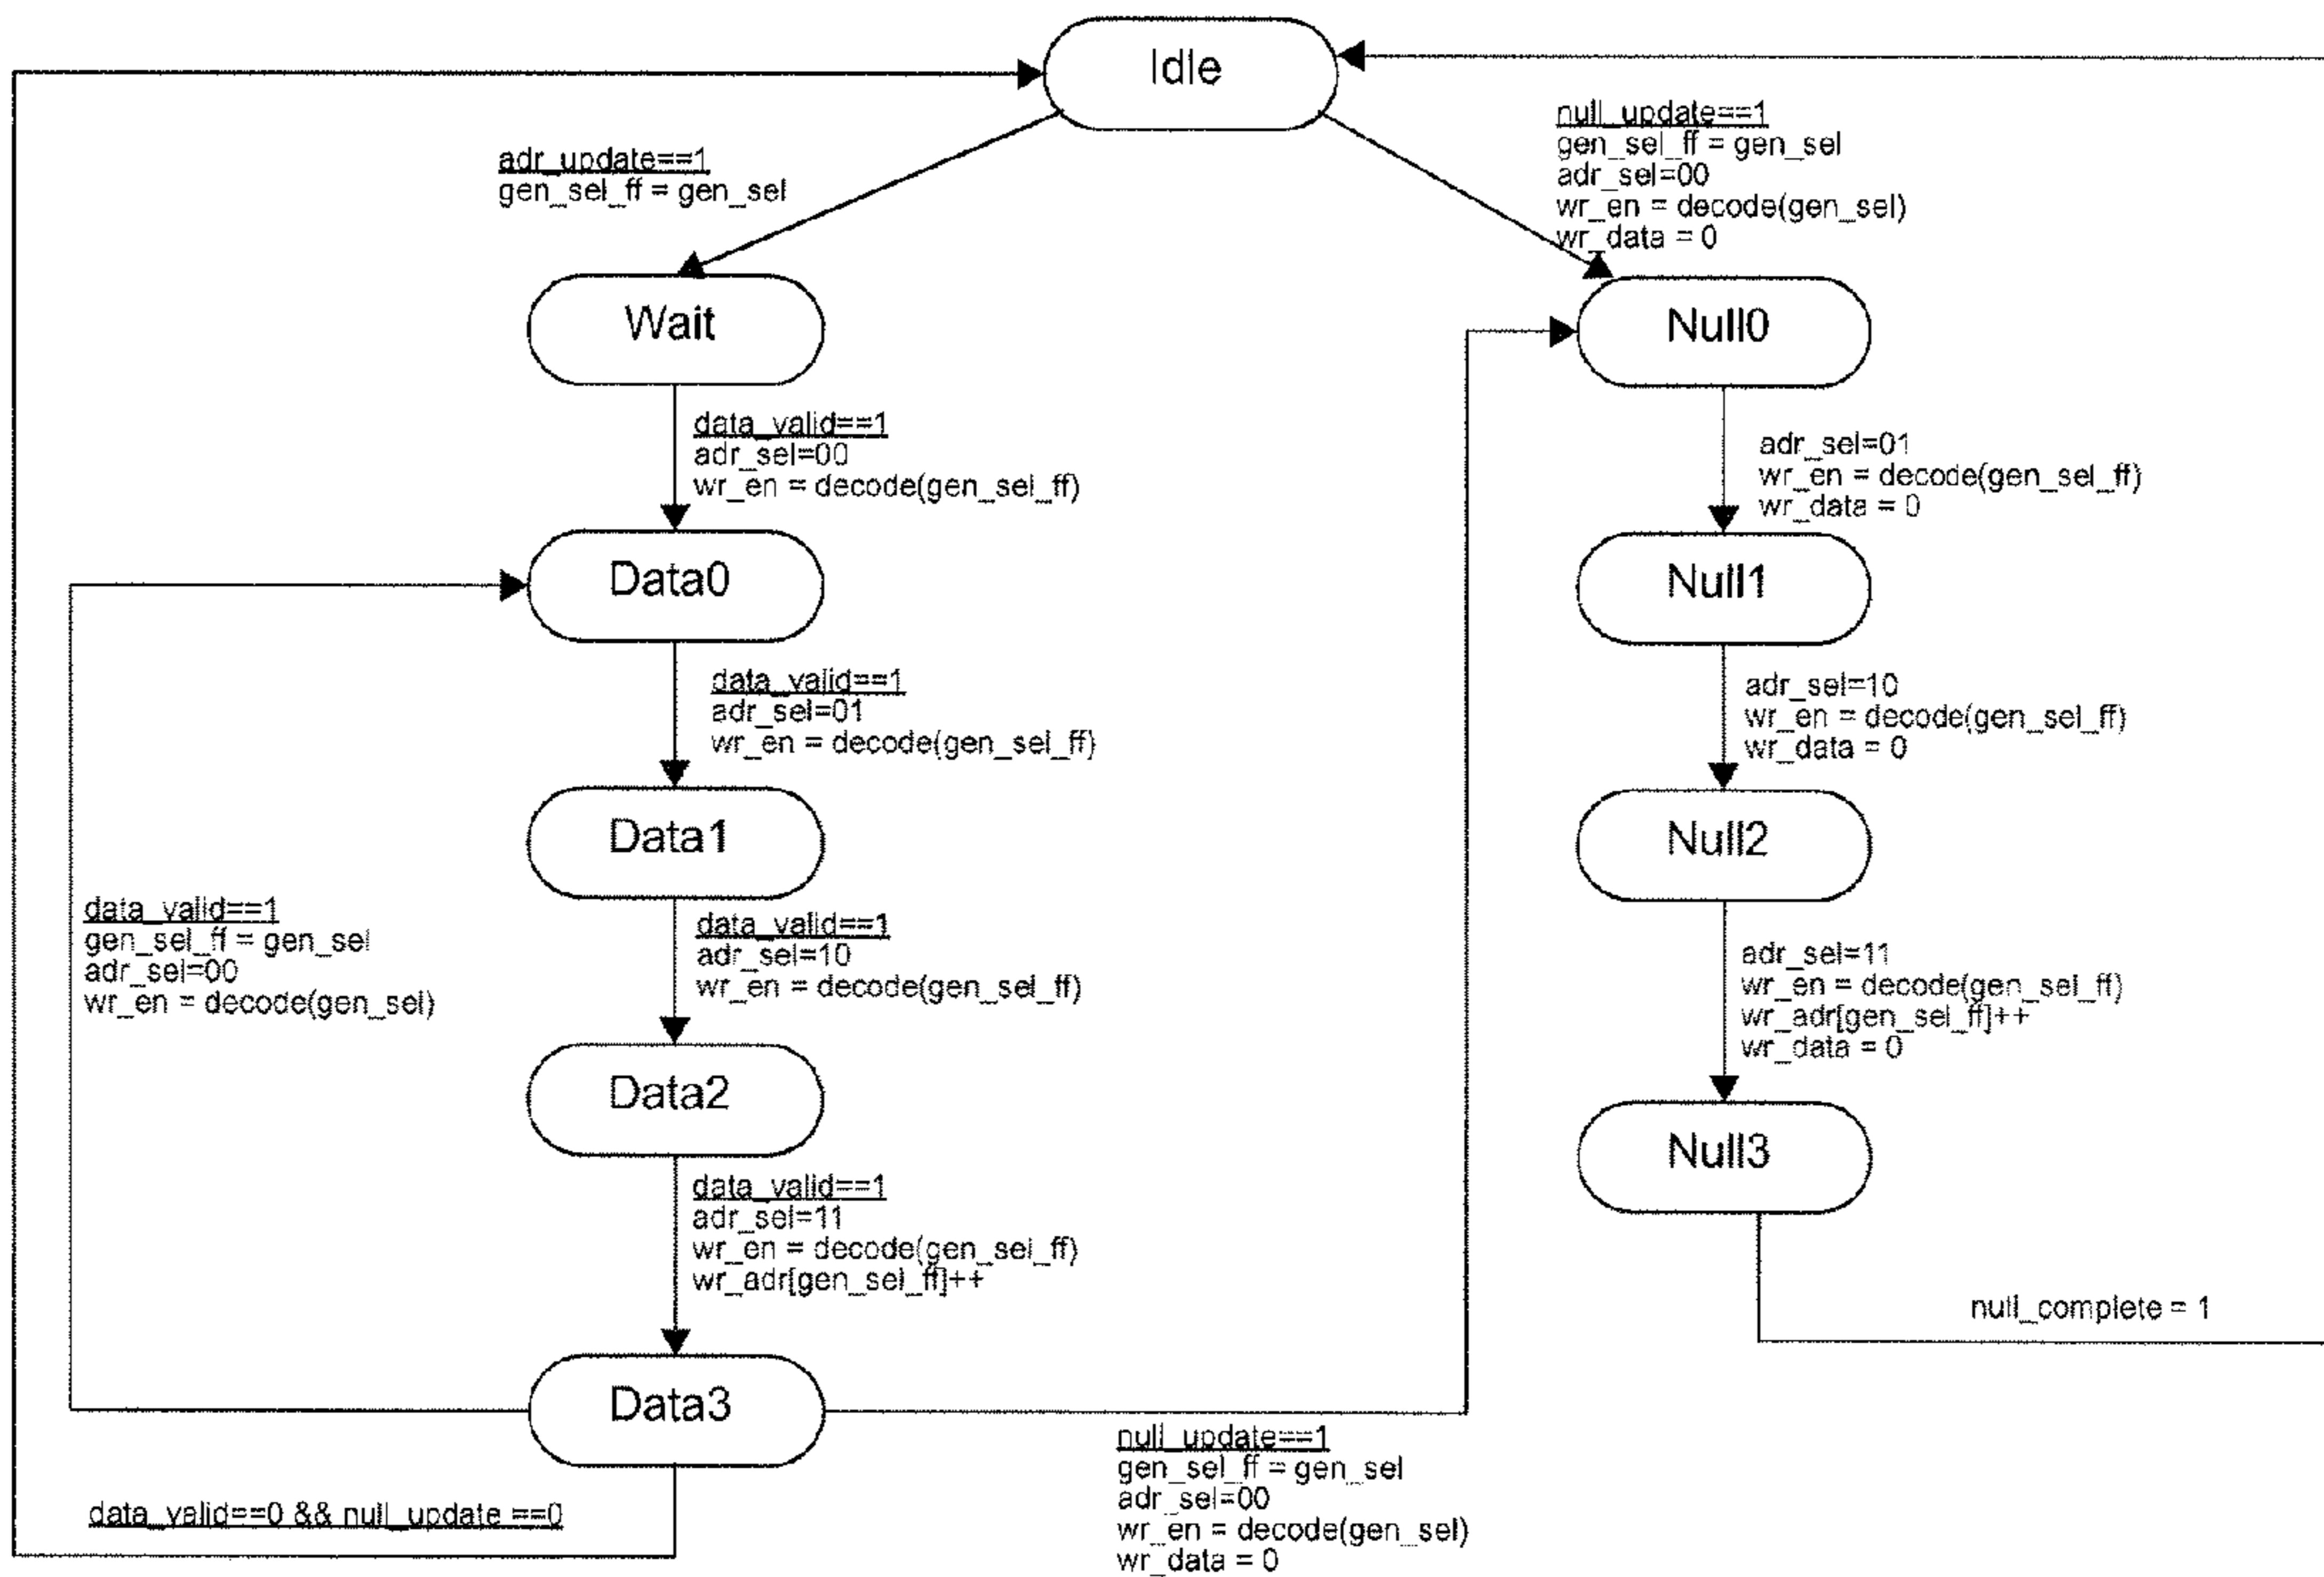 Idle
null_update==1
gen_sel_ff = gen_sel
adr_sel=00
wr_en = decode(gen_sel)
wr_data = 0
adr_update==1
gen_sel_ff = gen_sel
Wait
Null0
data_valid==1
adr_sel=00
wr_en = decode(gen_sel_ff)
adr_sel=01
wr_en = decode(gen_sel_ff)
wr_data = 0
Data0
Null1
data_valid==1
adr_sel=01
wr_en = decode(gen_sel_ff)
adr_sel=10
wr_en = decode(gen_sel_ff)
wr_data = 0
Data1
Null2
data_valid==1
gen_sel_ff = gen_sel
adr_sel=00
wr_en = decode(gen_sel)
data_valid==1
adr_sel=10
wr_en = decode(gen_sel_ff)
adr_sel=11
wr_en = decode(gen_sel_ff)
wr_adr[gen_sel_ff]++
wr_data = 0
Data2
Null3
data_valid==1
adr_sel=11
wr_en = decode(gen_sel_ff)
wr_adr[gen_sel_ff]++
null_complete = 1
Data3
null_update==1
gen_sel_ff = gen_sel
adr_sel=00
wr_en = decode(gen_sel)
wr_data = 0
data_valid==0 && null_update ==0